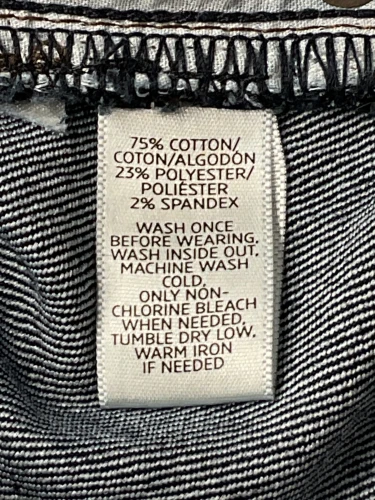 75% COTTON/
COTON/ALGODÓN
23% POLYESTER/
POLIÉSTER
2% SPANDEX
WASH ONCE
BEFORE WEARING.
WASH INSIDE OUT.
MACHINE WASH
COLD,
ONLY NON-
CHLORINE BLEACH
WHEN NEEDED,
TUMBLE DRY LOW.
WARM IRON
IF NEEDED